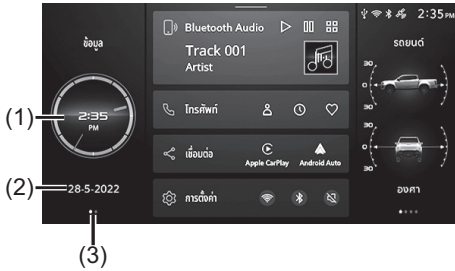 2:35 PM
ข้อมูล
Bluetooth Audio
รถยนต์
Track 001
Artist
30
0
30
(1)
2:35
PM
โทรศัพท์
เชื่อมต่อ
Apple CarPlay
Android Auto
30
0
30
(2)
28-5-2022
การตั้งค่า
องศา
(3)